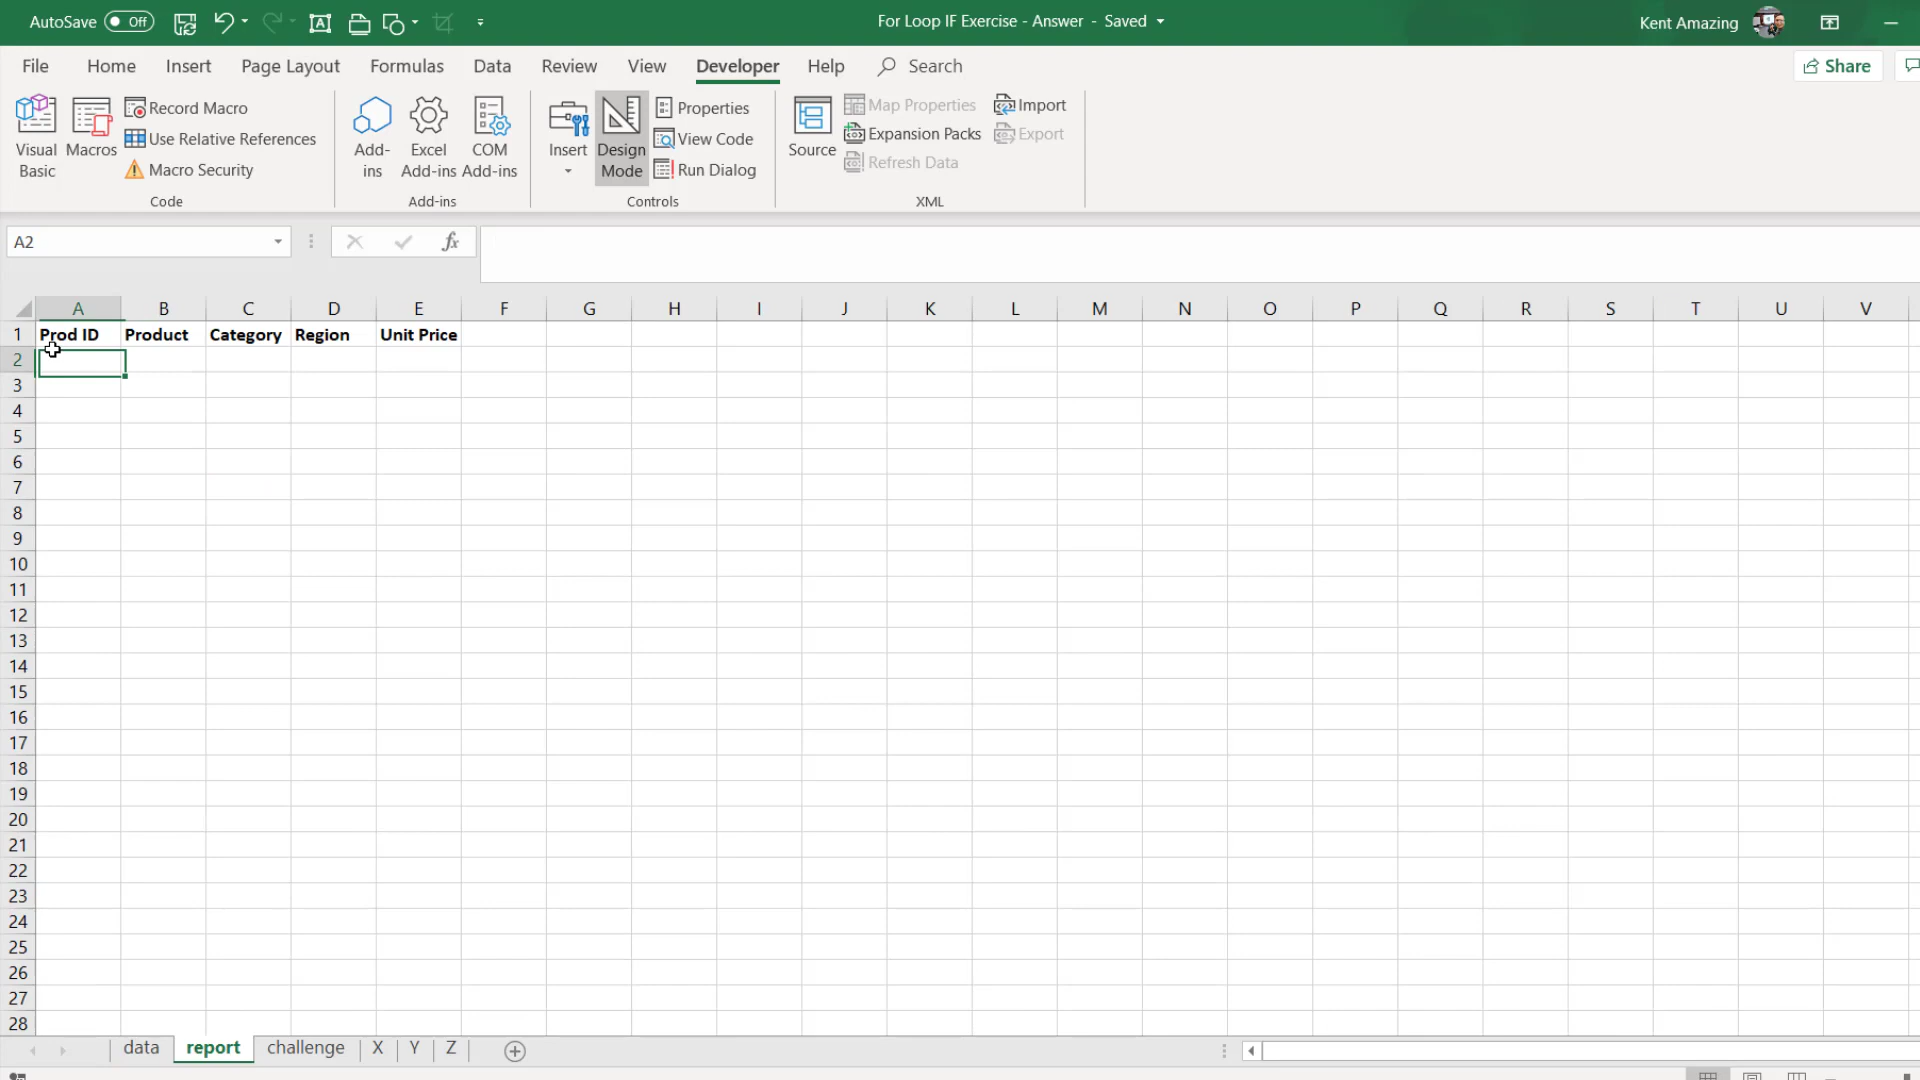 AutoSave Off For Loop IF Exercise - Answer - Saved Kent Amazing
File Home Insert Page Layout Formulas Data Review View Developer Help Search Share
Visual Basic
Macros
Record Macro
Use Relative References
Macro Security
Code
Add-ins
Excel Add-ins
COM Add-ins
Add-ins
Insert
Design Mode
Properties
View Code
Run Dialog
Controls
Source
Map Properties
Expansion Packs
Refresh Data
Import
Export
XML
A2 fx
A B C D E F G H I J K L M N O P Q R S T U V
1 Prod ID Product Category Region Unit Price
2
3
4
5
6
7
8
9
10
11
12
13
14
15
16
17
18
19
20
21
22
23
24
25
26
27
28
data report challenge X Y Z